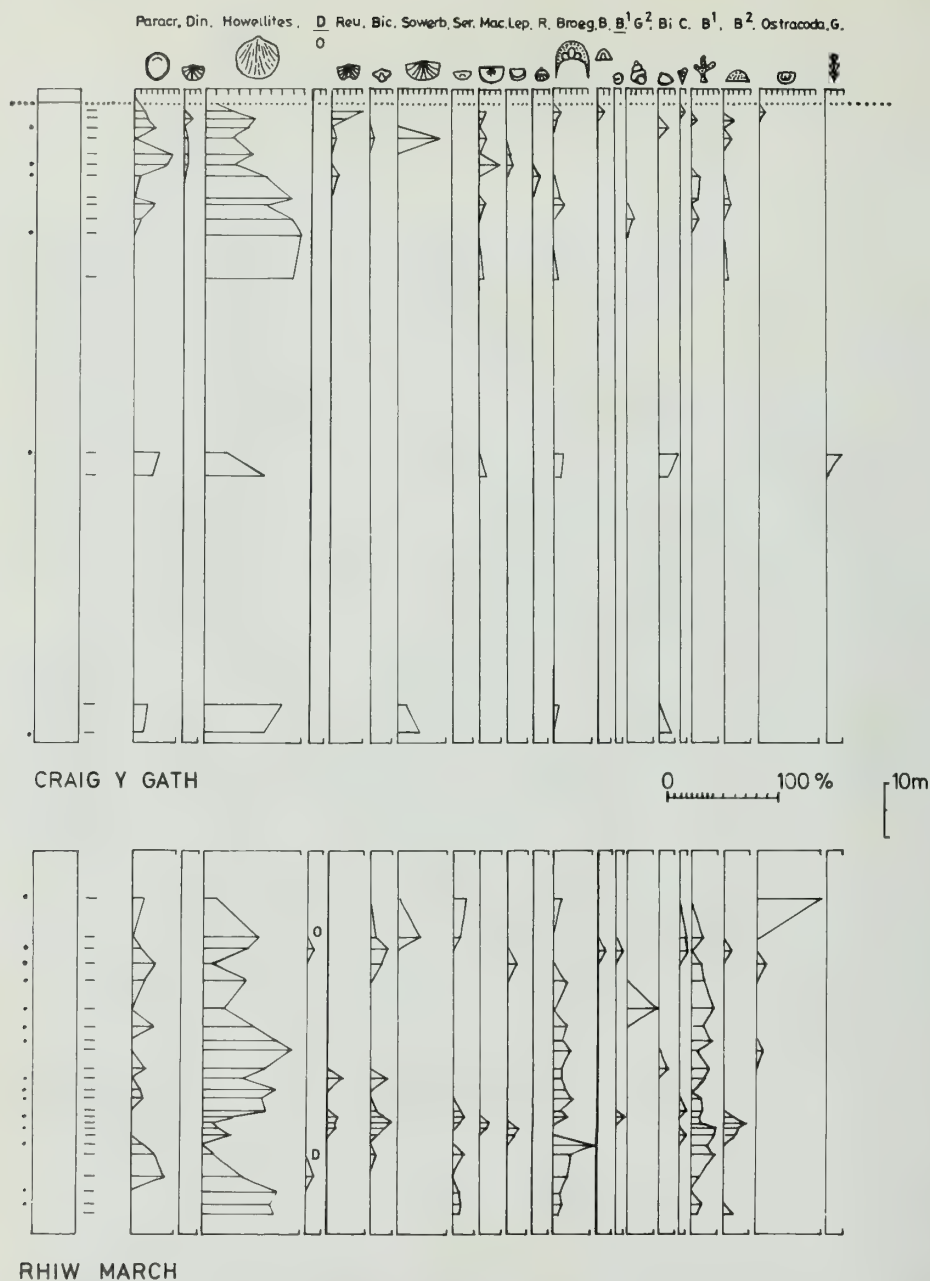 Paracr. Din. Howellites. D Reu. Bic. Sowerb. Ser. Mac. Lep. R. Broeg. B. B¹ G² Bi C. B¹. B². Ostracoda. G.
O
CRAIG Y GATH
0 100%
10m
O
D
RHIW MARCH